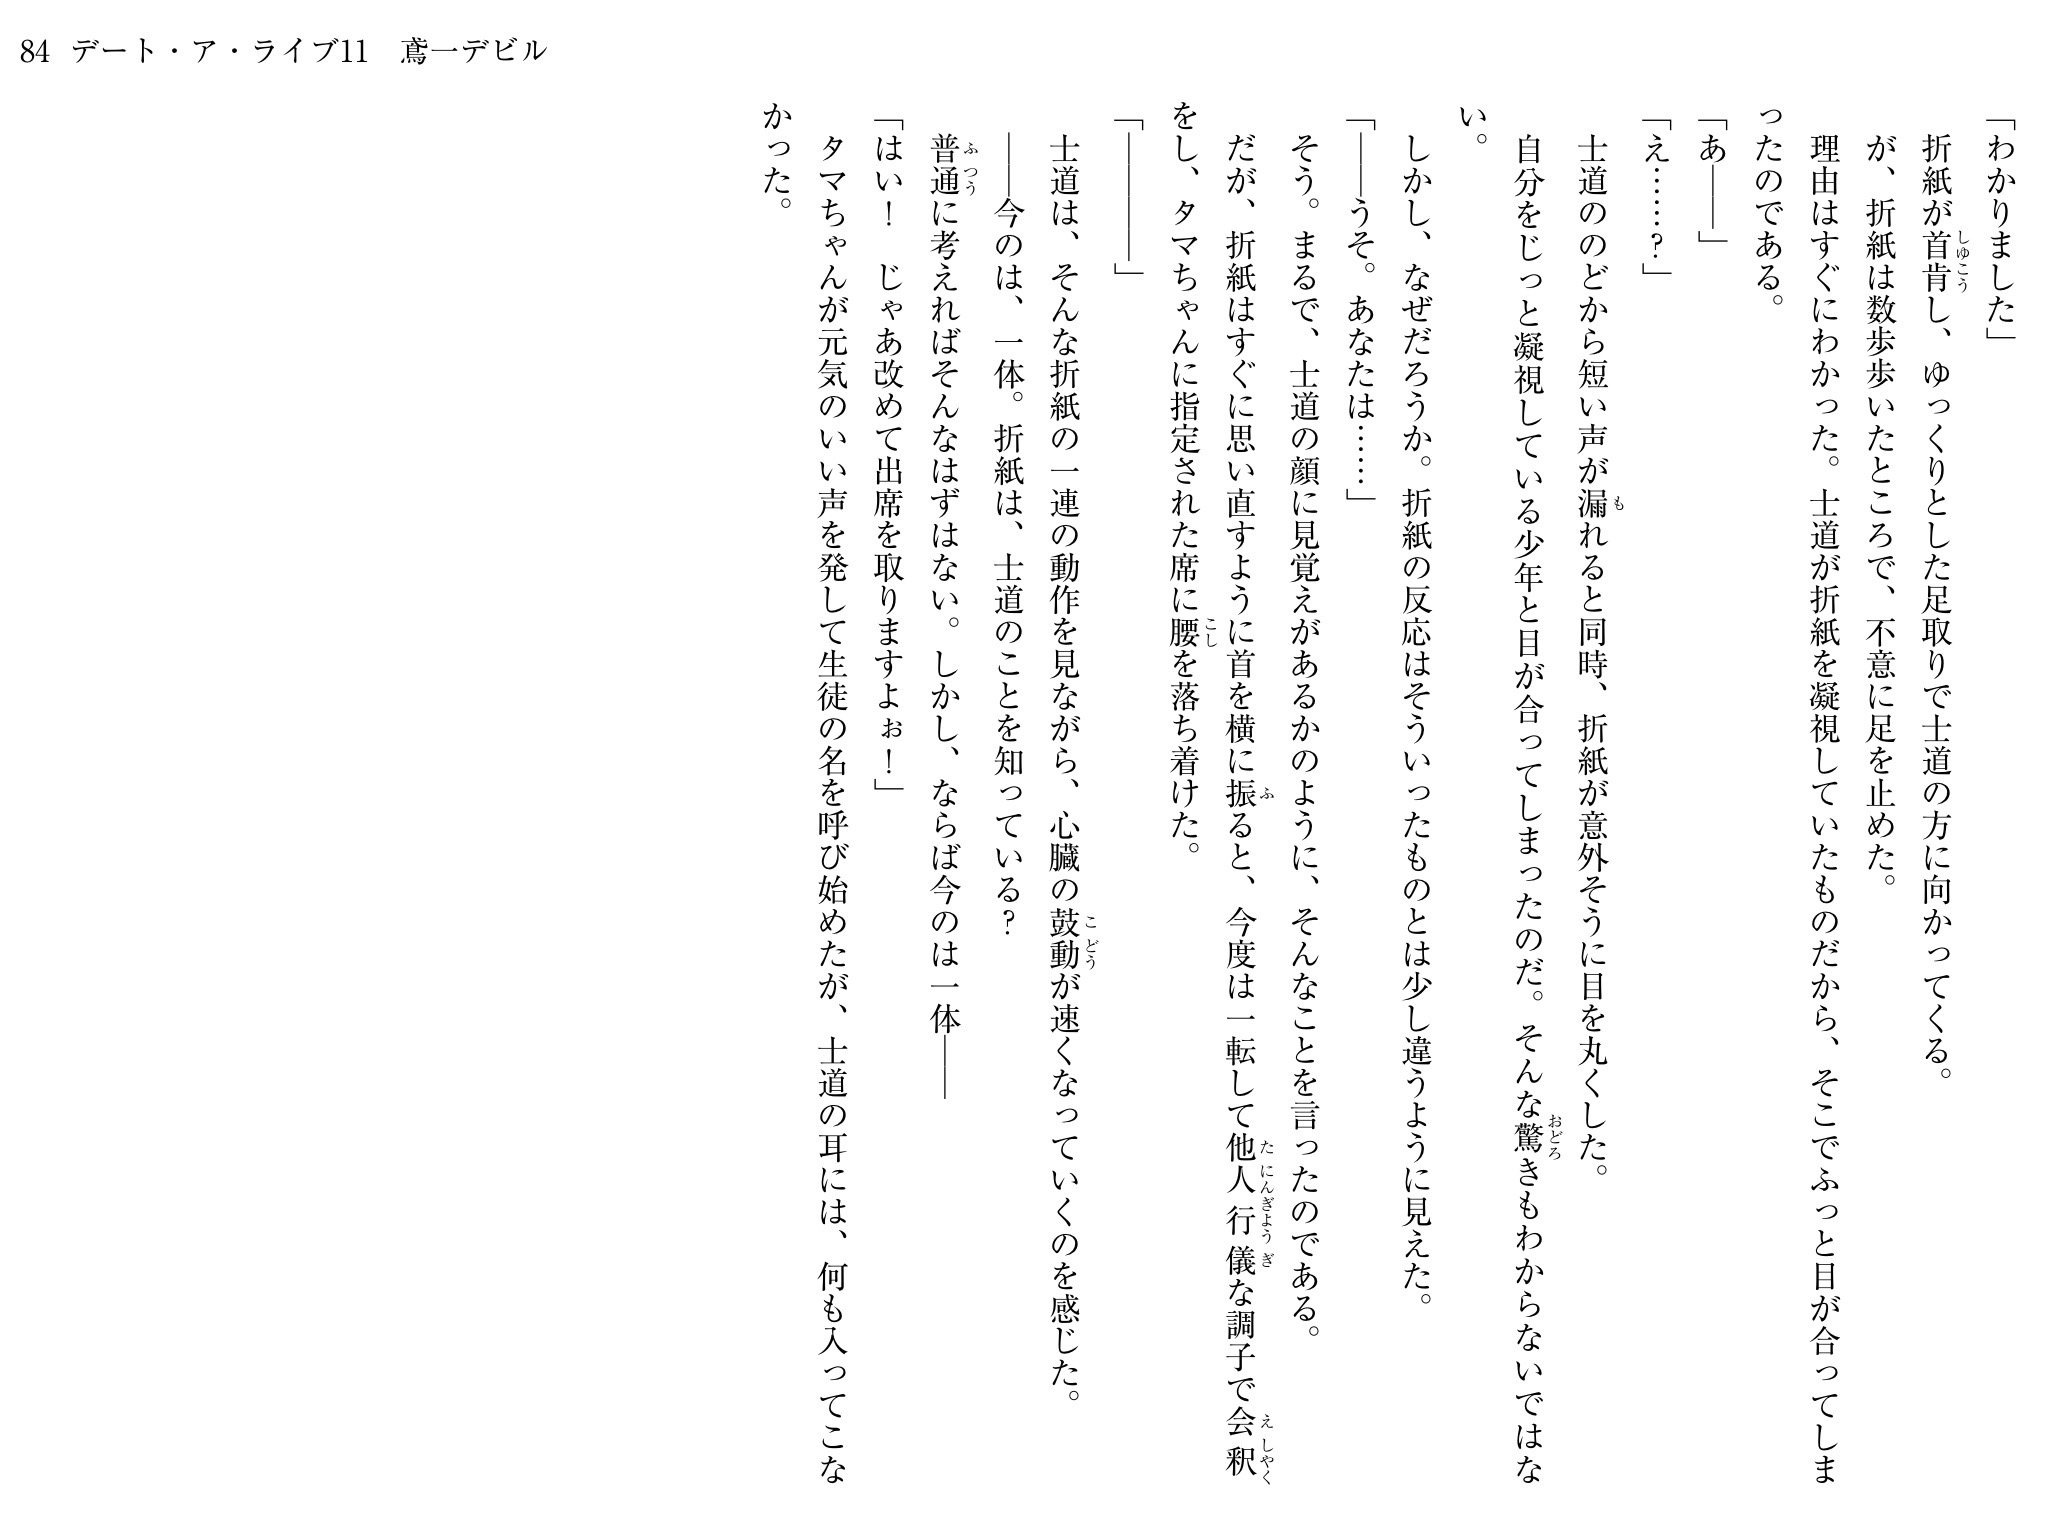 84 デート・ア・ライブ11　鳶一デビル
「わかりました」
　折紙が首肯し、ゆっくりとした足取りで士道の方に向かってくる。
　が、折紙は数歩歩いたところで、不意に足を止めた。
　理由はすぐにわかった。士道が折紙を凝視していたものだから、そこでふっと目が合ってしま
ったのである。
「あ――」
「え……？」
　士道ののどから短い声が漏れると同時、折紙が意外そうに目を丸くした。
　自分をじっと凝視している少年と目が合ってしまったのだ。そんな驚きもわからないではな
い。
　しかし、なぜだろうか。折紙の反応はそういったものとは少し違うように見えた。
「――うそ。あなたは……」
　そう。まるで、士道の顔に見覚えがあるかのように、そんなことを言ったのである。
　だが、折紙はすぐに思い直すように首を横に振ると、今度は一転して他人行儀な調子で会釈
をし、タマちゃんに指定された席に腰を落ち着けた。
「――――」
　士道は、そんな折紙の一連の動作を見ながら、心臓の鼓動が速くなっていくのを感じた。
　――今のは、一体。折紙は、士道のことを知っている？
　普通に考えればそんなはずはない。しかし、ならば今のは一体――
「はい！　じゃあ改めて出席を取りますよぉ！」
　タマちゃんが元気のいい声を発して生徒の名を呼び始めたが、士道の耳には、何も入ってこな
かった。